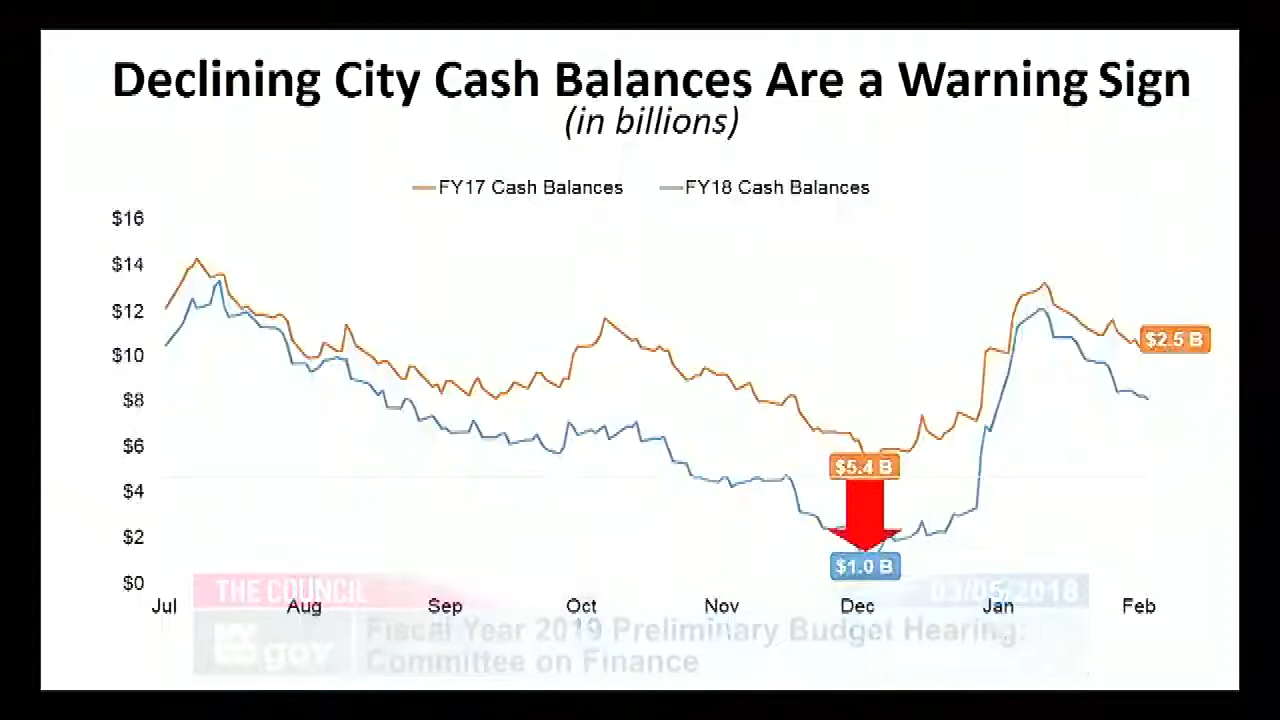 Declining City Cash Balances Are a Warning Sign
(in billions)
FY17 Cash Balances FY18 Cash Balances
$16
$14
$12
$10
$8
$6
$4
$2
$0
$2.5 B
$5.4 B
$1.0 B
Jul Aug Sep Oct Nov Dec Jan Feb
THE COUNCIL 03/05/2018
NYC gov
Fiscal Year 2019 Preliminary Budget Hearing:
Committee on Finance